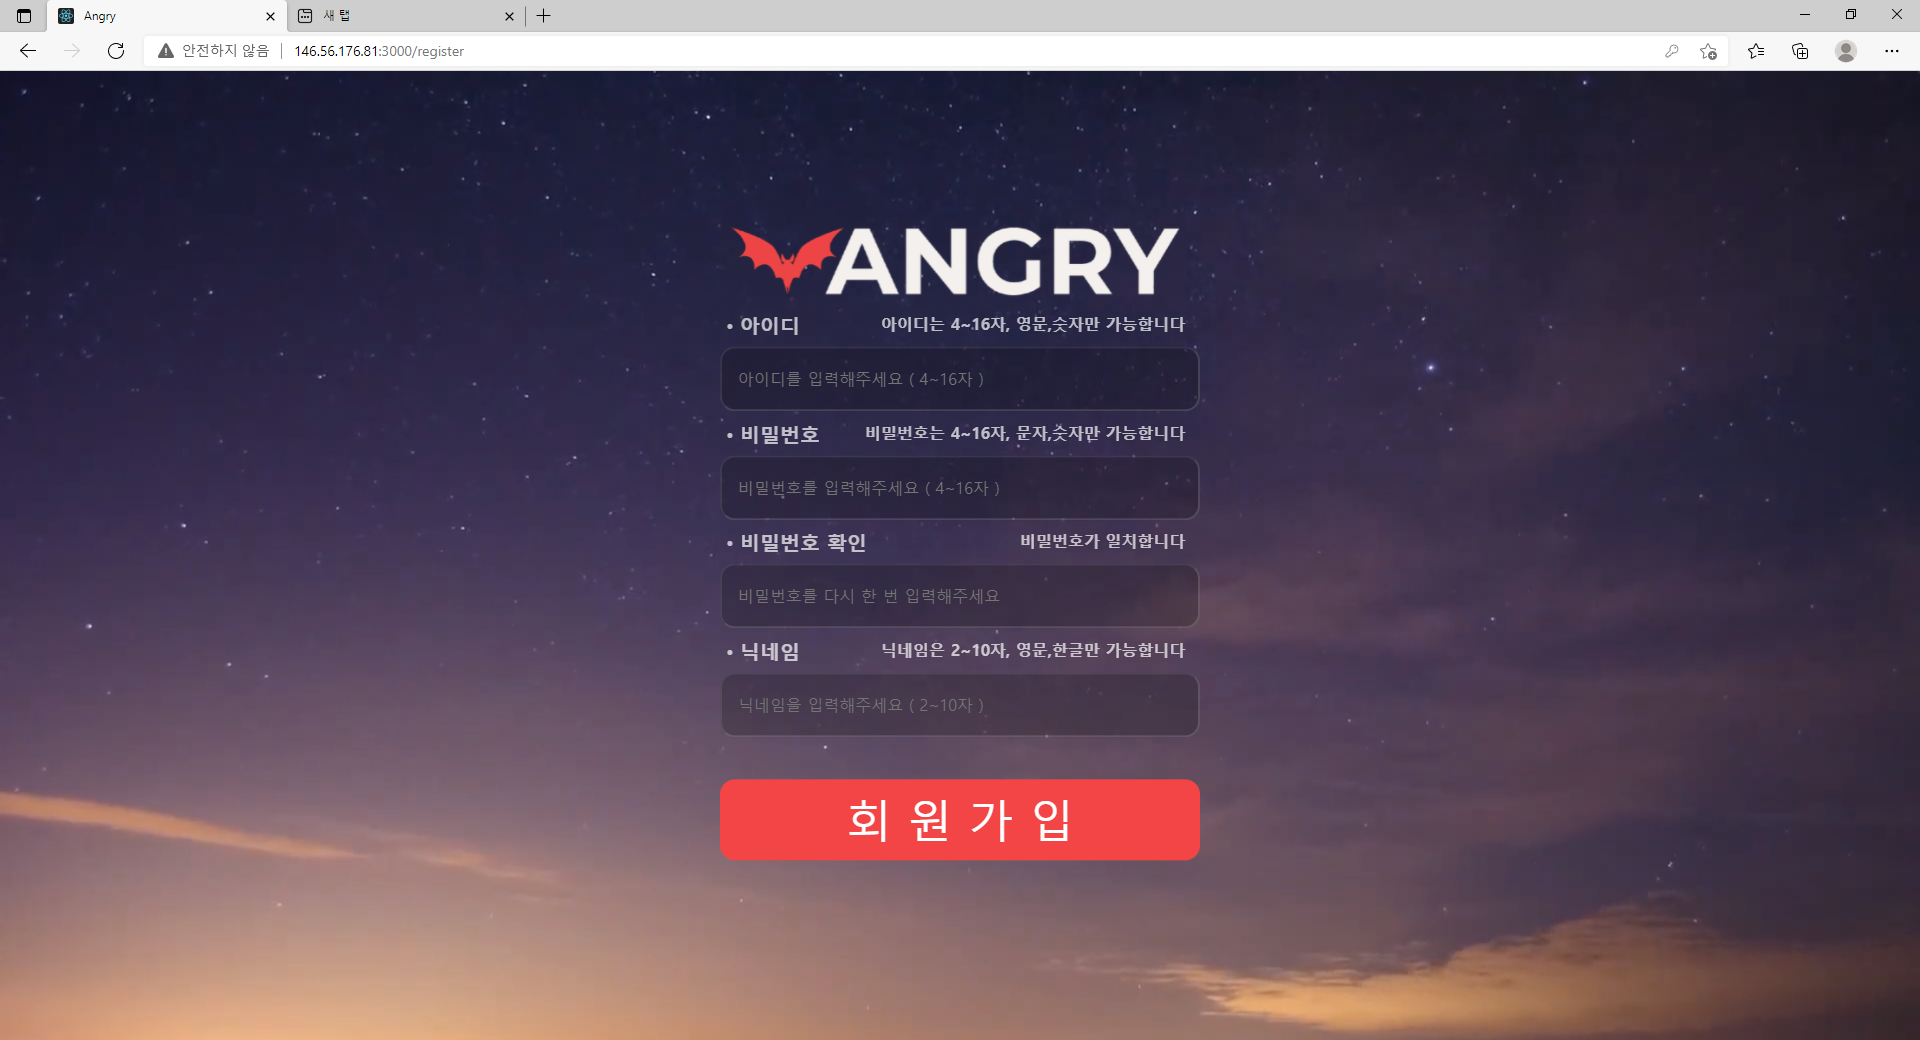 Angry
새 탭
안전하지 않음
146.56.176.81:3000/register
ANGRY
• 아이디 아이디는 4~16자, 영문,숫자만 가능합니다
아이디를 입력해주세요 ( 4~16자 )
• 비밀번호 비밀번호는 4~16자, 문자,숫자만 가능합니다
비밀번호를 입력해주세요 ( 4~16자 )
• 비밀번호 확인 비밀번호가 일치합니다
비밀번호를 다시 한 번 입력해주세요
• 닉네임 닉네임은 2~10자, 영문,한글만 가능합니다
닉네임을 입력해주세요 ( 2~10자 )
회 원 가 입